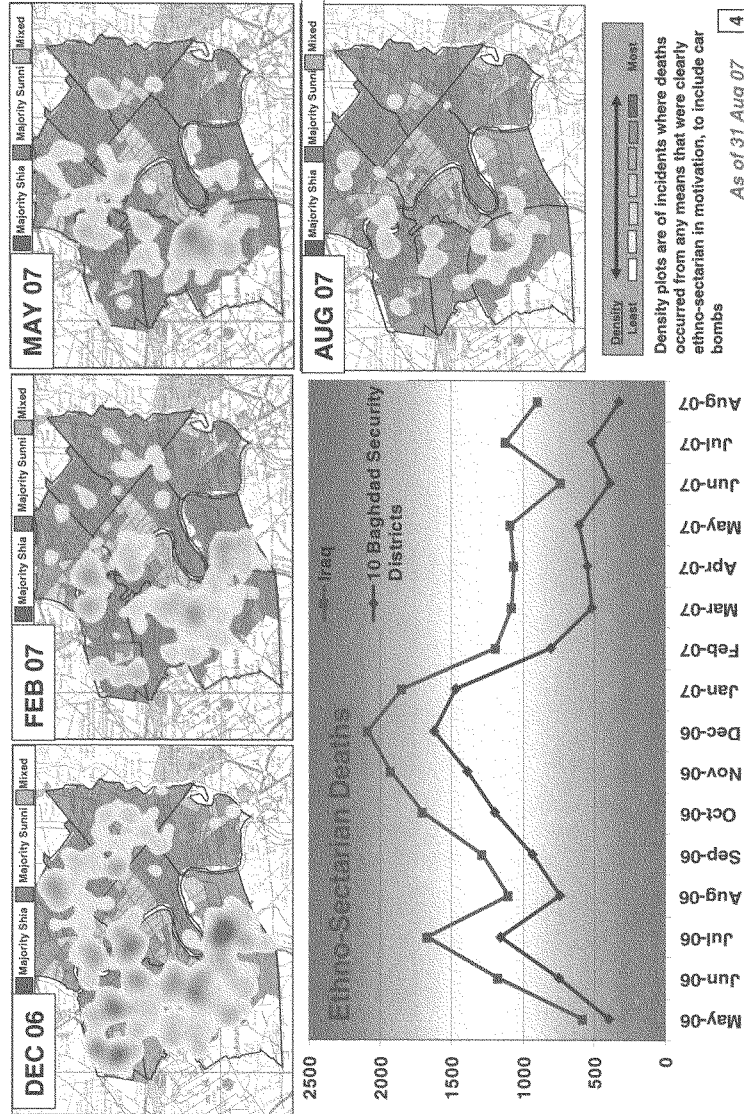 DEC 06
Majority Shia Majority Sunni Mixed
FEB 07
Majority Shia Majority Sunni Mixed
MAY 07
Majority Shia Majority Sunni Mixed
AUG 07
Majority Shia Majority Sunni Mixed
Ethno-Sectarian Deaths
Iraq
10 Baghdad Security
Districts
2500
2000
1500
1000
500
0
May-06
Jun-06
Jul-06
Aug-06
Sep-06
Oct-06
Nov-06
Dec-06
Jan-07
Feb-07
Mar-07
Apr-07
May-07
Jun-07
Jul-07
Aug-07
Density
Least Most
Density plots are of incidents where deaths
occurred from any means that were clearly
ethno-sectarian in motivation, to include car
bombs
As of 31 Aug 07
4